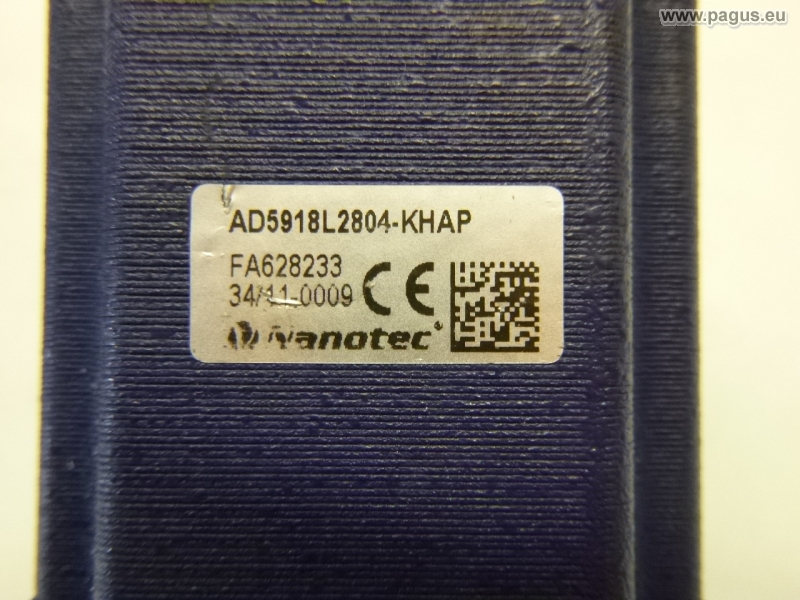 www.pagus.eu
AD5918L2804-KHAP
FA628233
34/11-0009
CE
Nanotec®